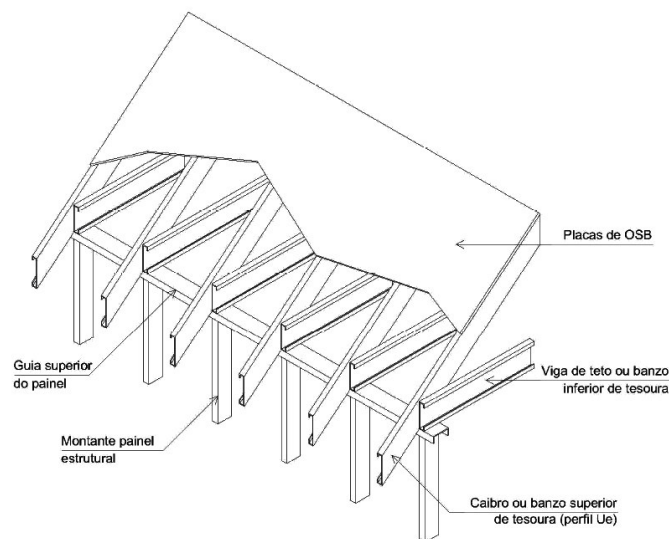 Placas de OSB
Guia superior
do painel
Viga de teto ou banzo
inferior de tesoura
Montante painel
estrutural
Caibro ou banzo superior
de tesoura (perfil Ue)